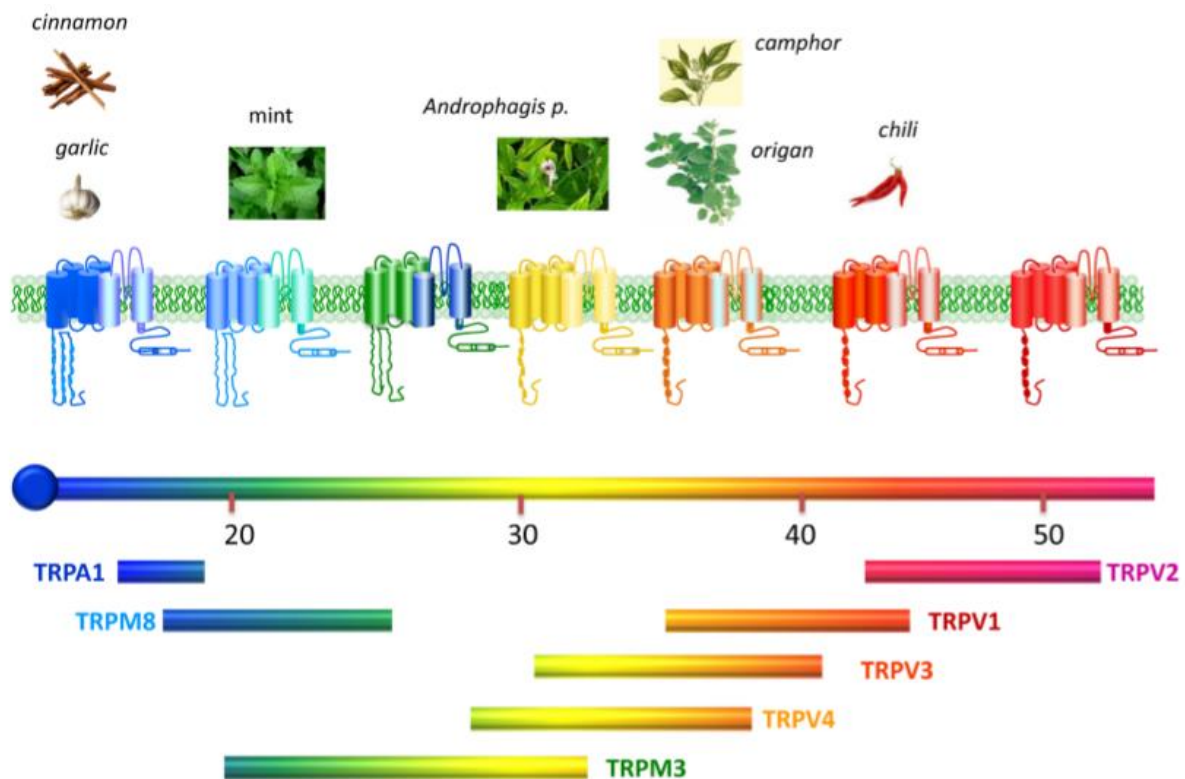 cinnamon
camphor
mint
Androphagis p.
garlic
origan
chili
20 30 40 50
TRPA1
TRPV2
TRPM8
TRPV1
TRPV3
TRPV4
TRPM3